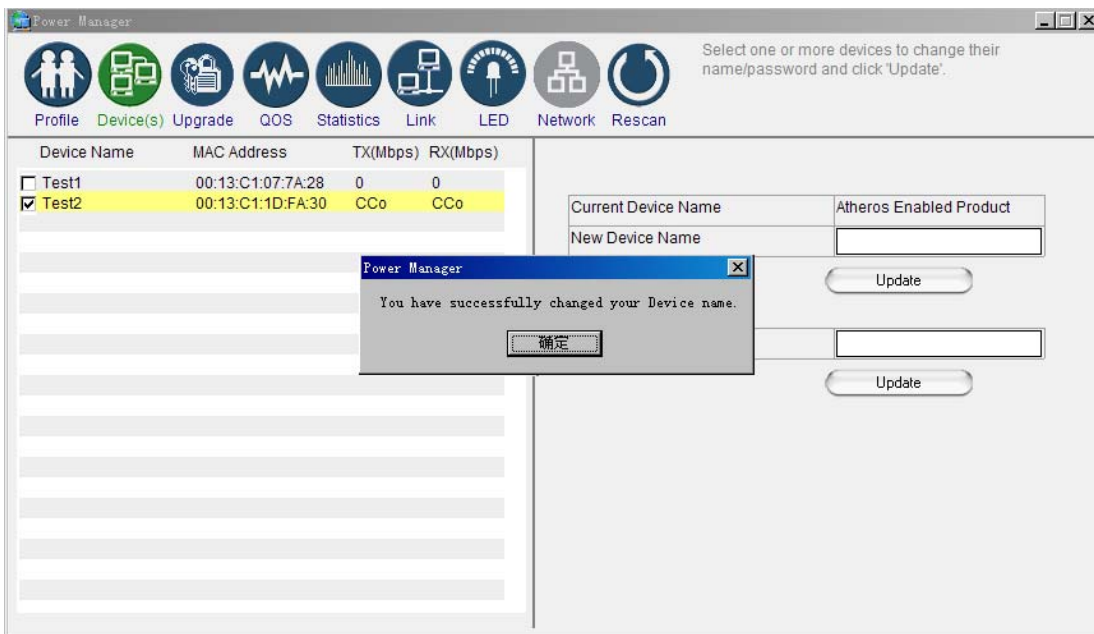 Power Manager
Select one or more devices to change their
name/password and click 'Update'.
Profile Device(s) Upgrade QOS Statistics Link LED Network Rescan
Device Name MAC Address TX(Mbps) RX(Mbps)
Test1 00:13:C1:07:7A:28 0 0
Test2 00:13:C1:1D:FA:30 CCo CCo
Current Device Name Atheros Enabled Product
New Device Name
Update
Power Manager
You have successfully changed your Device name.
确定
Update